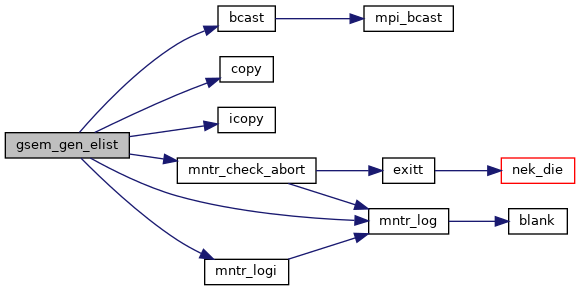 bcast
mpi_bcast
copy
icopy
gsem_gen_elist
mntr_check_abort
exitt
nek_die
mntr_log
blank
mntr_logi